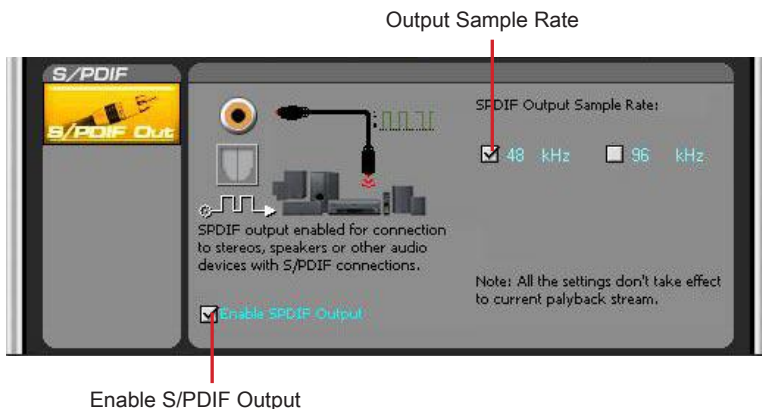 Output Sample Rate
S/PDIF
S/PDIF Out
SPDIF Output Sample Rate:
48 kHz 96 kHz
SPDIF output enabled for connection
to stereos, speakers or other audio
devices with S/PDIF connections.
Note: All the settings don't take effect
to current palyback stream.
Enable SPDIF Output
Enable S/PDIF Output